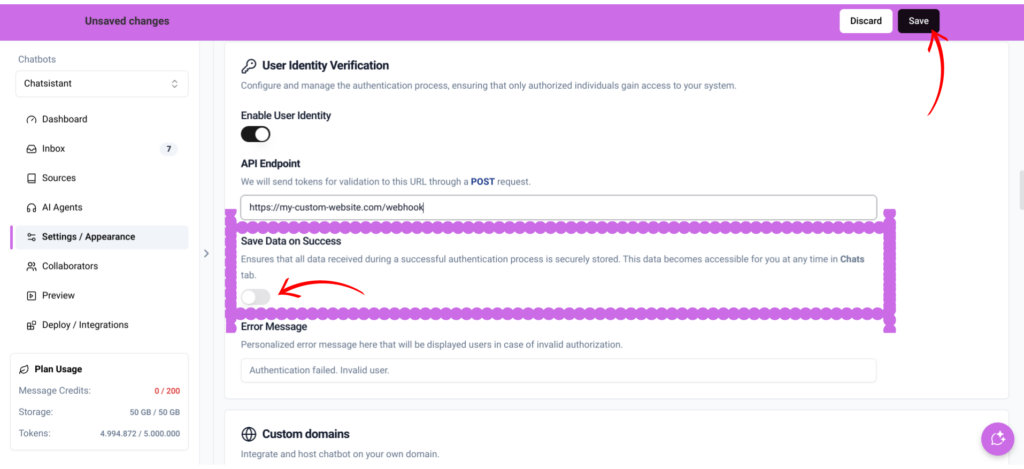 Unsaved changes
Discard
Save
Chatbots
Chatsistant
Dashboard
Inbox
7
Sources
AI Agents
Settings / Appearance
Collaborators
Preview
Deploy / Integrations
Plan Usage
Message Credits:
0 / 200
Storage:
50 GB / 50 GB
Tokens:
4.994.872 / 5.000.000
User Identity Verification
Configure and manage the authentication process, ensuring that only authorized individuals gain access to your system.
Enable User Identity
API Endpoint
We will send tokens for validation to this URL through a POST request.
https://my-custom-website.com/webhook
Save Data on Success
Ensures that all data received during a successful authentication process is securely stored. This data becomes accessible for you at any time in Chats
tab.
Error Message
Personalized error message here that will be displayed users in case of invalid authorization.
Authentication failed. Invalid user.
Custom domains
Integrate and host chatbot on your own domain.